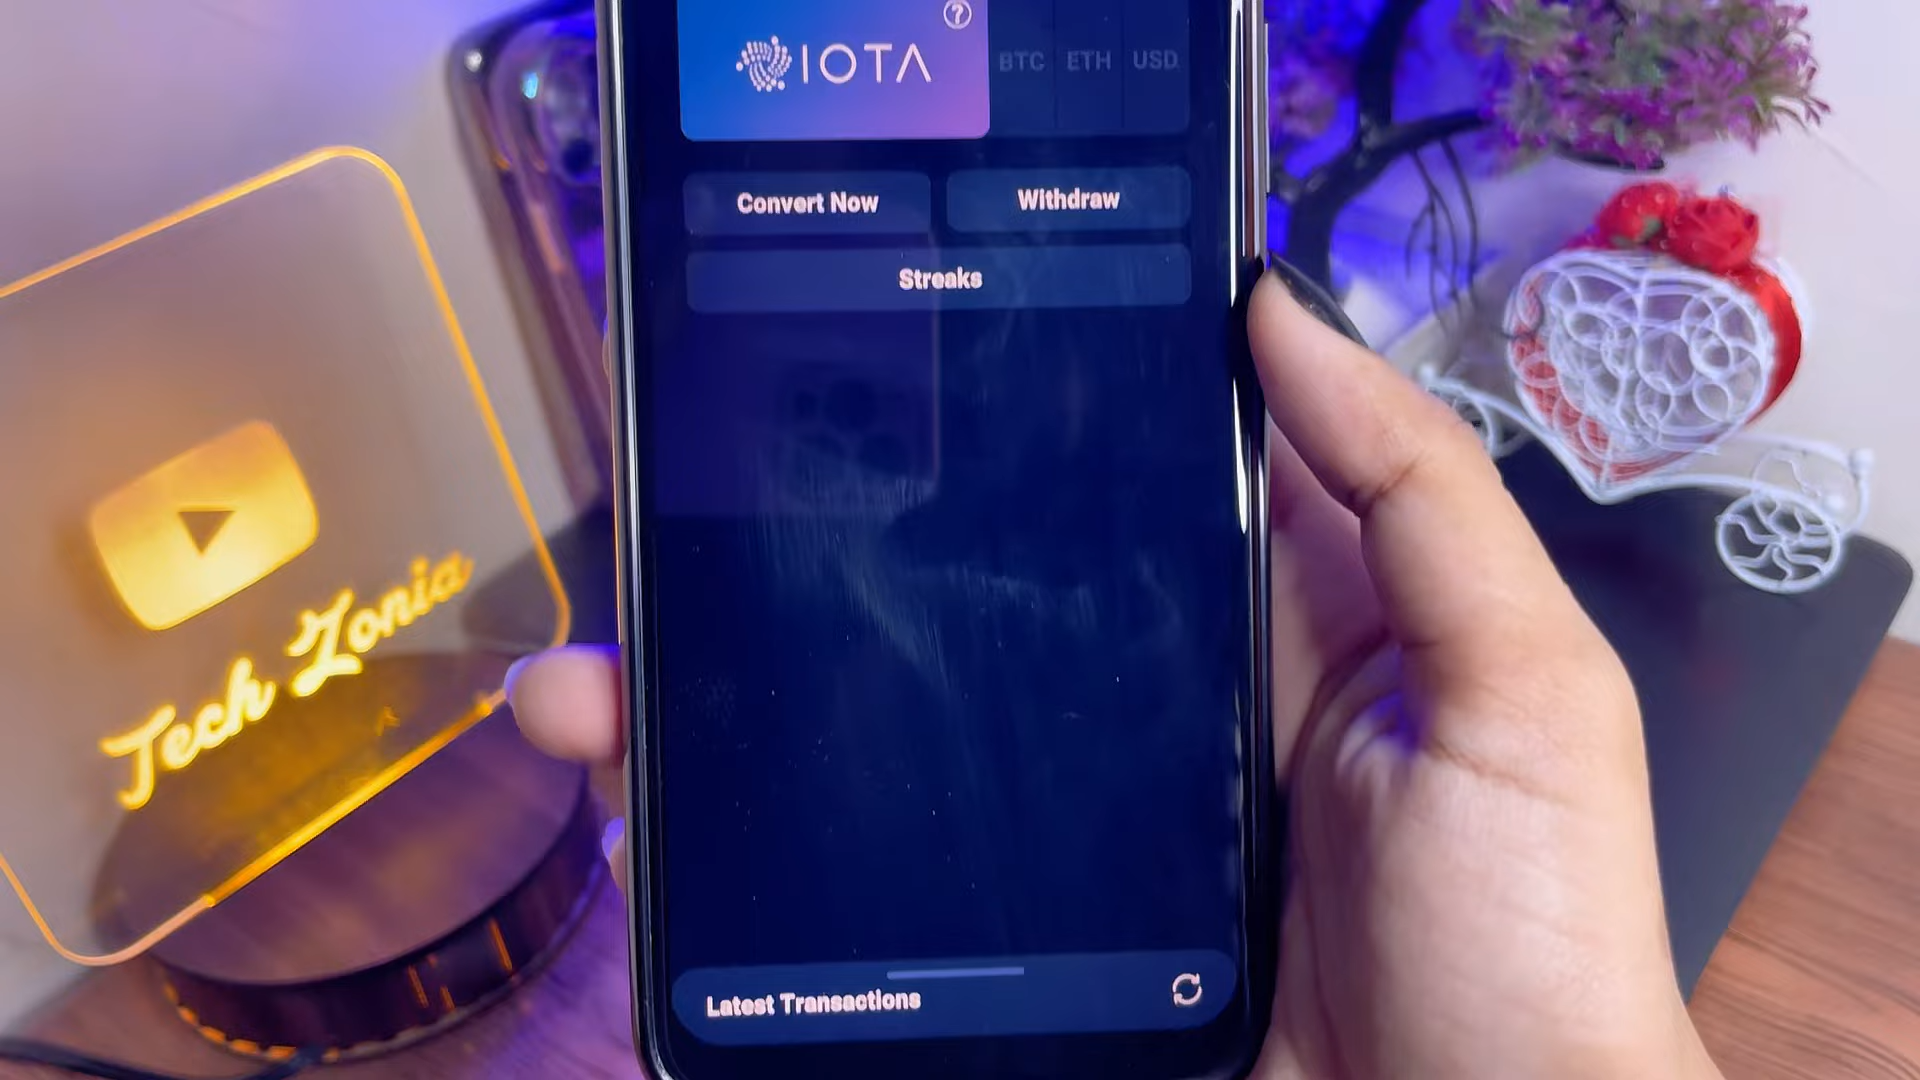 ?
IOTA
BTC ETH USD
Convert Now
Withdraw
Streaks
Tech Zonia
Latest Transactions